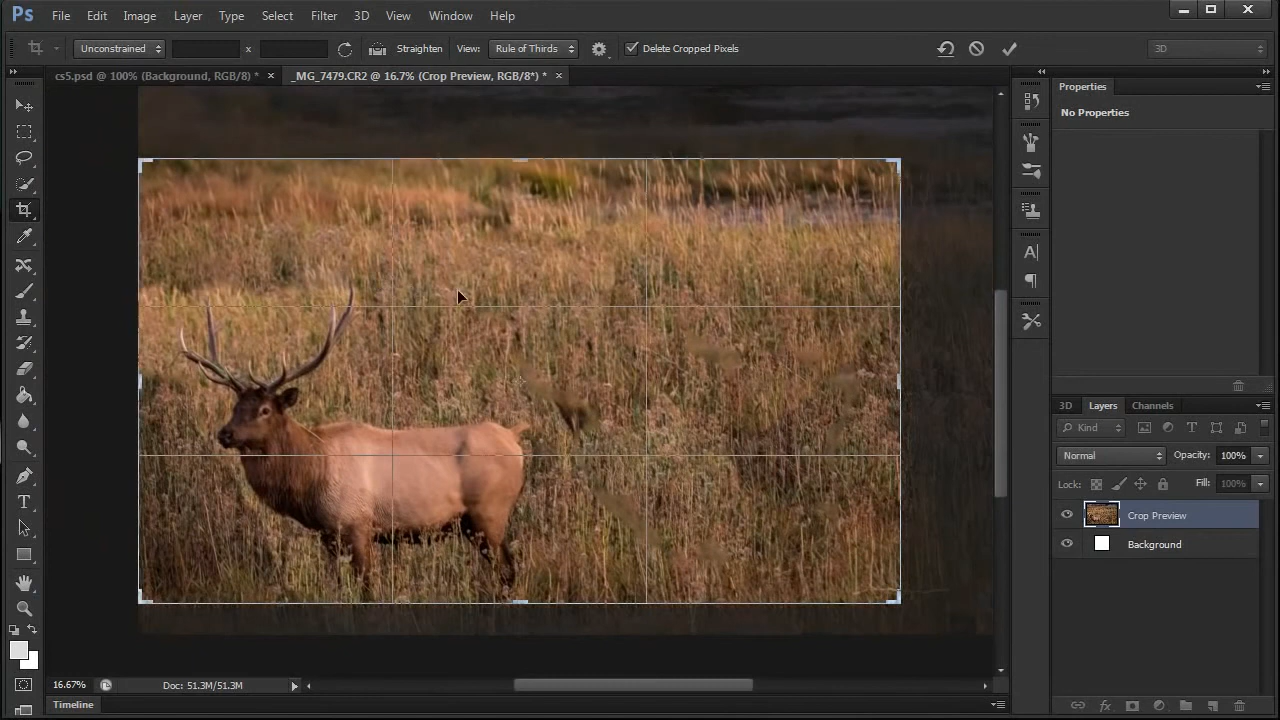 Ps File Edit Image Layer Type Select Filter 3D View Window Help
Unconstrained x Straighten View: Rule of Thirds Delete Cropped Pixels 3D
cs5.psd @ 100% (Background, RGB/8) * × _MG_7479.CR2 @ 16.7% (Crop Preview, RGB/8*) * ×
Properties
No Properties
3D Layers Channels
Kind
Normal Opacity: 100%
Lock: Fill: 100%
Crop Preview
Background
16.67% Doc: 51.3M/51.3M
Timeline